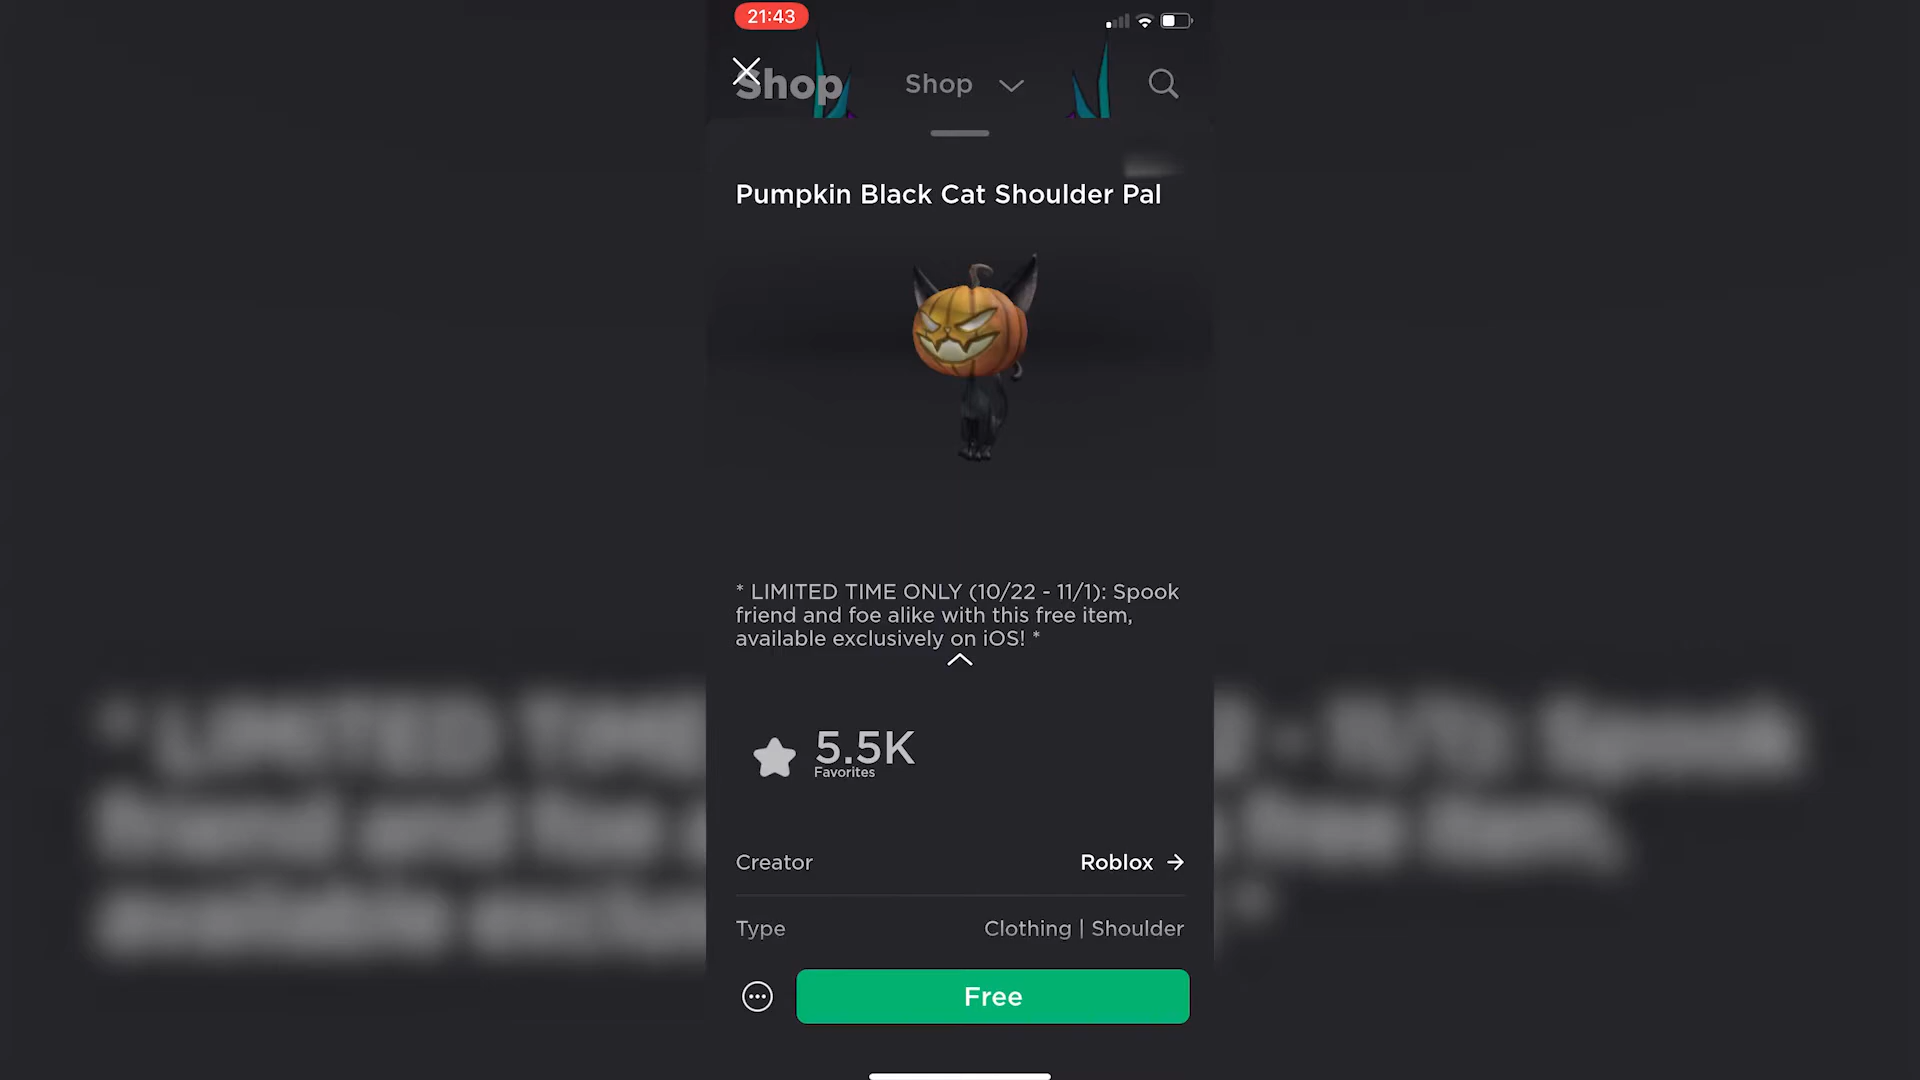 21:43
Shop
Shop
Pumpkin Black Cat Shoulder Pal
* LIMITED TIME ONLY (10/22 - 11/1): Spook
friend and foe alike with this free item,
available exclusively on iOS! *
5.5K
Favorites
Creator
Roblox
Type
Clothing | Shoulder
Free